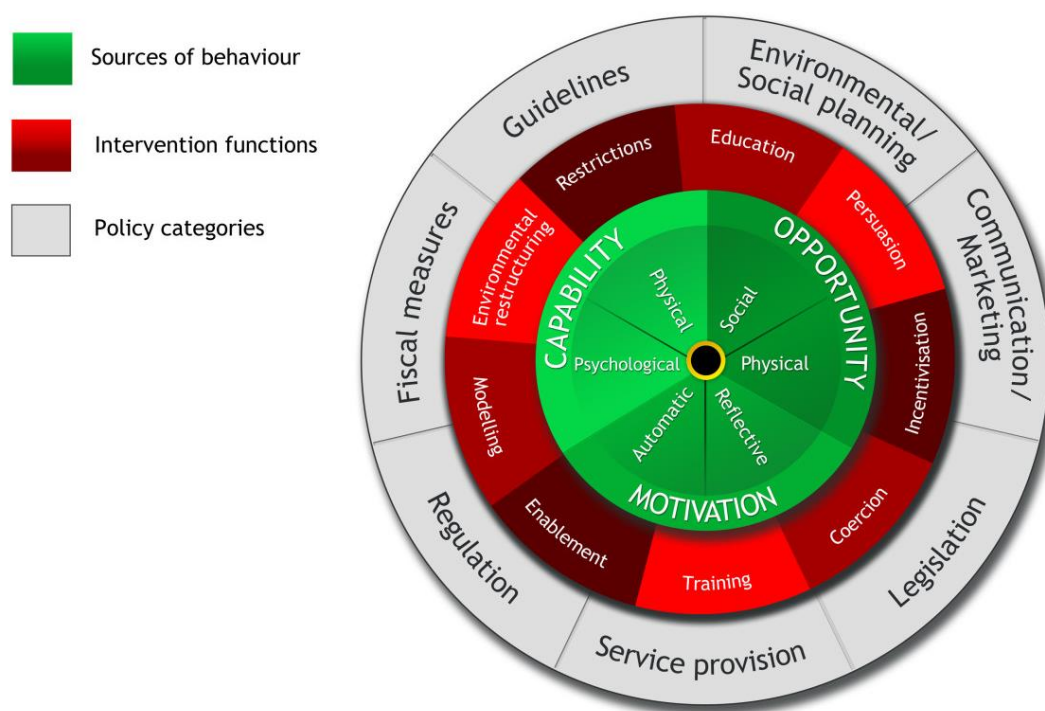 Sources of behaviour
Intervention functions
Policy categories
Guidelines
Environmental/
Social planning
Communication/
Marketing
Legislation
Service provision
Regulation
Fiscal measures
Restrictions
Education
Persuasion
Incentivisation
Coercion
Training
Enablement
Modelling
Environmental
restructuring
CAPABILITY
OPPORTUNITY
MOTIVATION
Physical
Social
Psychological
Physical
Automatic
Reflective